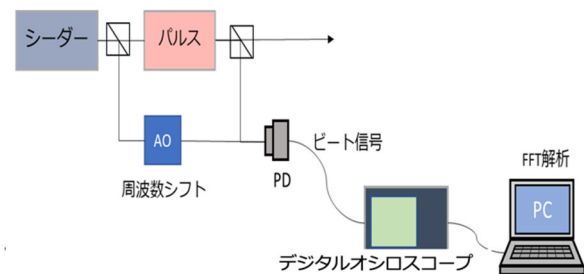 シーダー
パルス
AO
周波数シフト
PD
ビート信号
デジタルオシロスコープ
FFT解析
PC